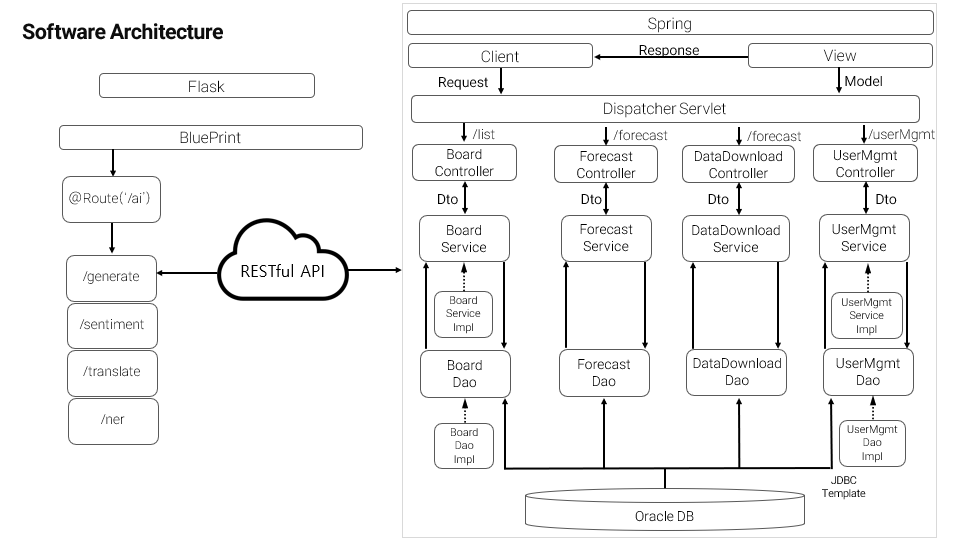 Software Architecture
Flask
BluePrint
@Route('/ai')
/generate
/sentiment
/translate
/ner
RESTful API
Spring
Client
Response
View
Request
Model
Dispatcher Servlet
/list
/forecast
/forecast
/userMgmt
Board
Controller
Forecast
Controller
DataDownload
Controller
UserMgmt
Controller
Dto
Dto
Dto
Dto
Board
Service
Forecast
Service
DataDownload
Service
UserMgmt
Service
Board
Service
Impl
UserMgmt
Service
Impl
Board
Dao
Forecast
Dao
DataDownload
Dao
UserMgmt
Dao
Board
Dao
Impl
UserMgmt
Dao
Impl
JDBC
Template
Oracle DB